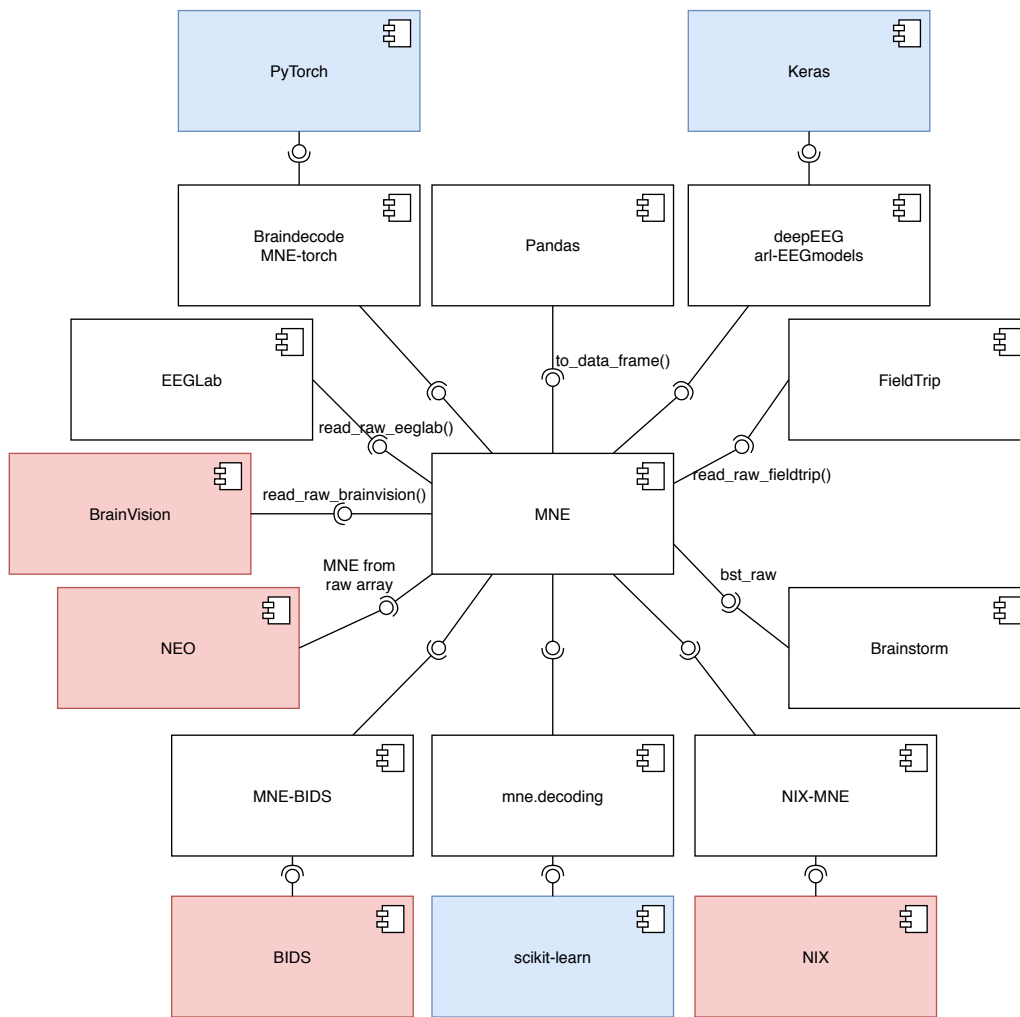 PyTorch
Keras
Braindecode
MNE-torch
Pandas
deepEEG
arl-EEGmodels
to_data_frame()
EEGLab
FieldTrip
read_raw_eeglab()
read_raw_fieldtrip()
BrainVision
read_raw_brainvision()
MNE
MNE from
raw array
bst_raw
NEO
Brainstorm
MNE-BIDS
mne.decoding
NIX-MNE
BIDS
scikit-learn
NIX